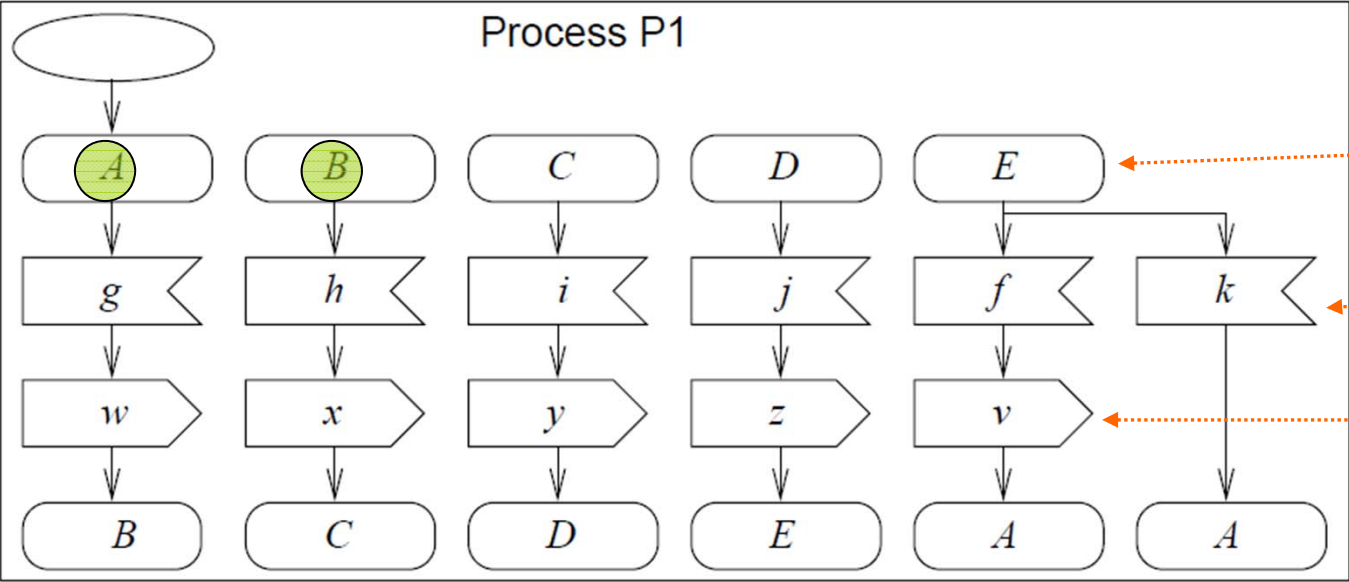 Process P1
A B C D E
g h i j f k
w x y z v
B C D E A A